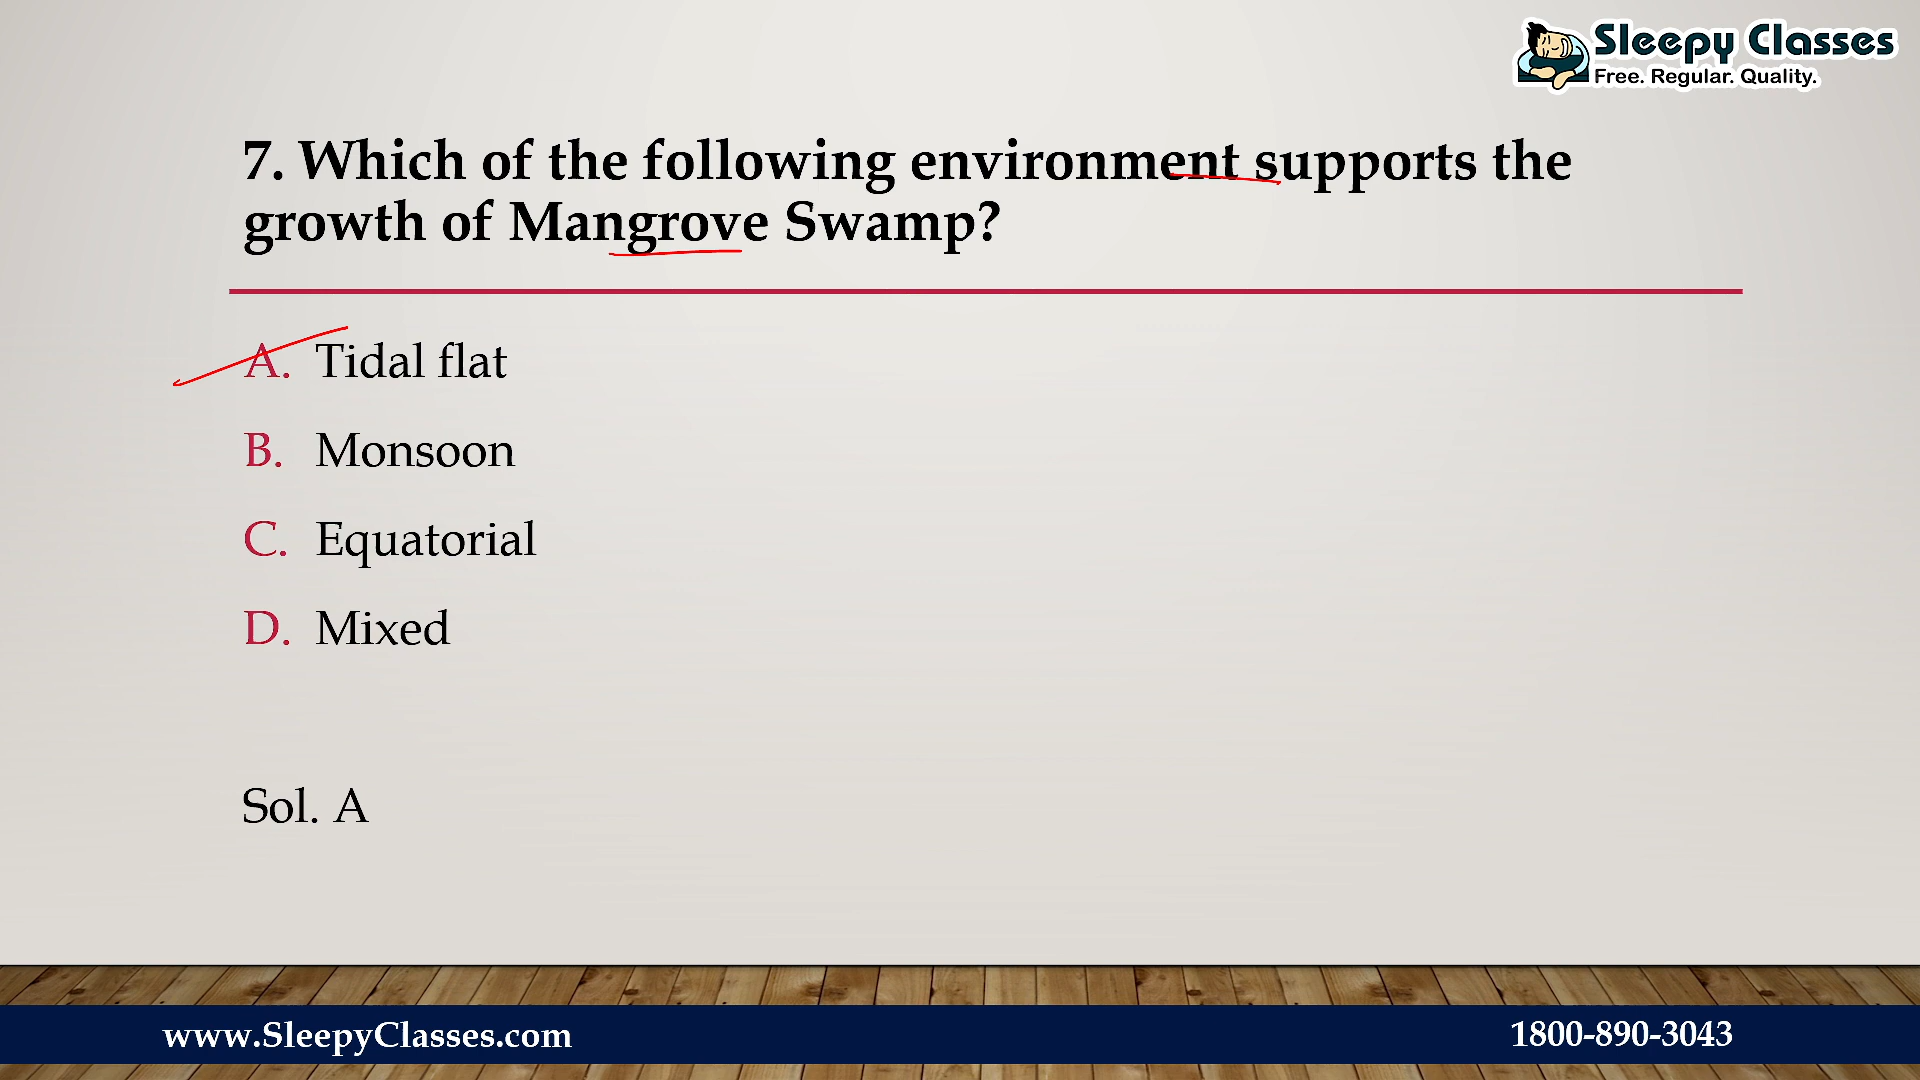 Sleepy Classes
Free. Regular. Quality.
7. Which of the following environment supports the
growth of Mangrove Swamp?
A. Tidal flat
B. Monsoon
C. Equatorial
D. Mixed
Sol. A
www.SleepyClasses.com
1800-890-3043